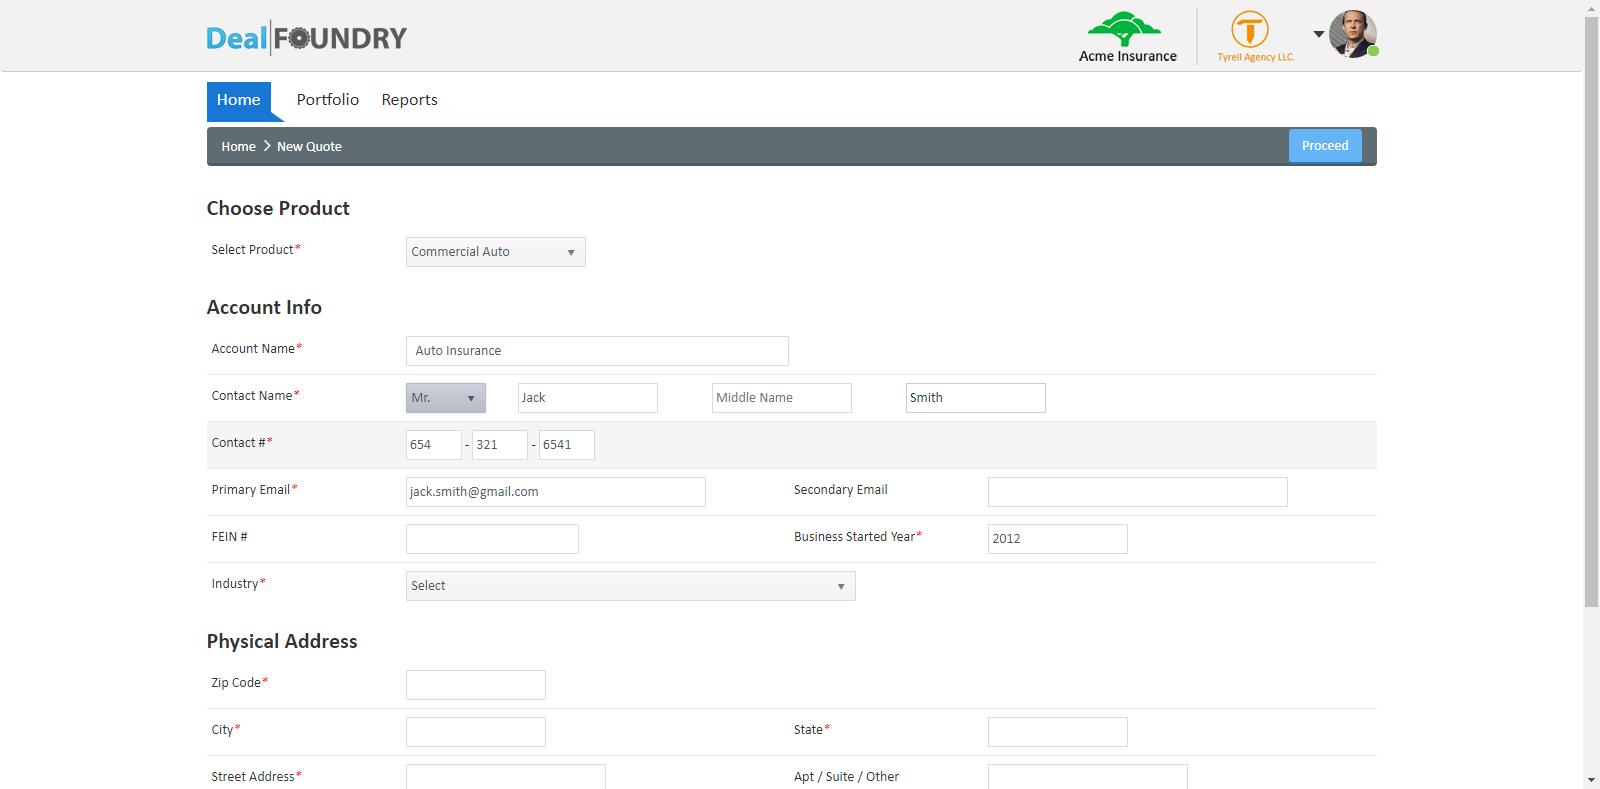 Deal FOUNDRY
Acme Insurance
Tyrell Agency LLC.
Home Portfolio Reports
Home New Quote Proceed
Choose Product
Select Product* Commercial Auto
Account Info
Account Name* Auto Insurance
Contact Name* Mr. Jack Middle Name Smith
Contact #* 654 - 321 - 6541
Primary Email* jack.smith@gmail.com Secondary Email
FEIN # Business Started Year* 2012
Industry* Select
Physical Address
Zip Code*
City* State*
Street Address* Apt / Suite / Other